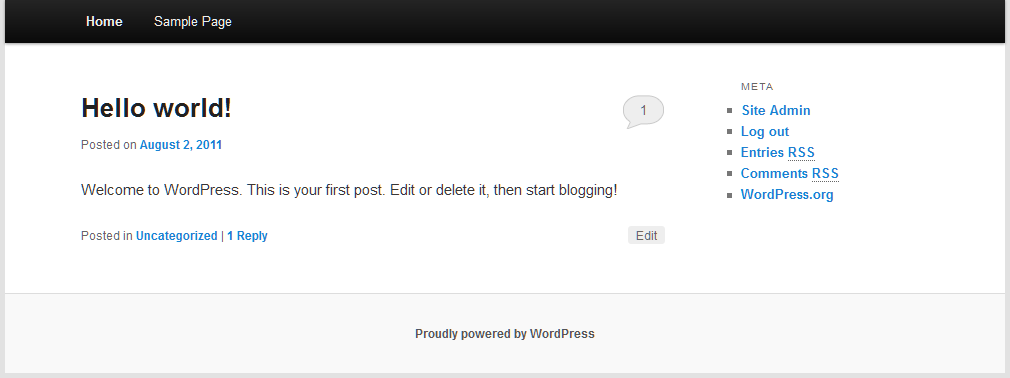 Home Sample Page
Hello world!
1
Posted on August 2, 2011
Welcome to WordPress. This is your first post. Edit or delete it, then start blogging!
Posted in Uncategorized | 1 Reply
Edit
META
Site Admin
Log out
Entries RSS
Comments RSS
WordPress.org
Proudly powered by WordPress